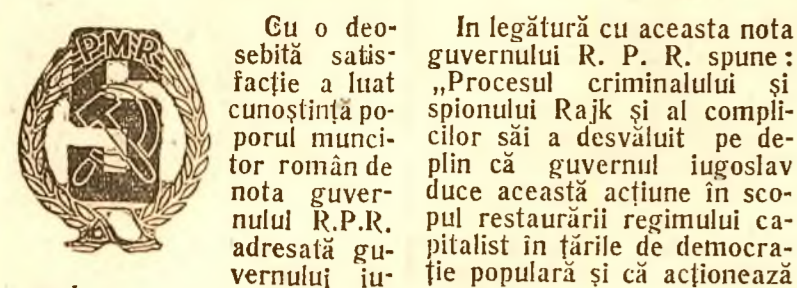 PMR
Cu o deo-
sebită satis-
facție a luat
cunoștință po-
porul munci-
tor român de
nota guver-
nului R.P.R.
adresată gu-
vernului iu-
In legătură cu aceasta nota
guvernului R. P. R. spune :
„Procesul criminalului și
spionului Rajk și al compli-
cilor săi a desvăluit pe de-
plin că guvernul iugoslav
duce această acțiune în sco-
pul restaurării regimului ca-
pitalist în țările de democra-
ție populară și că acționează